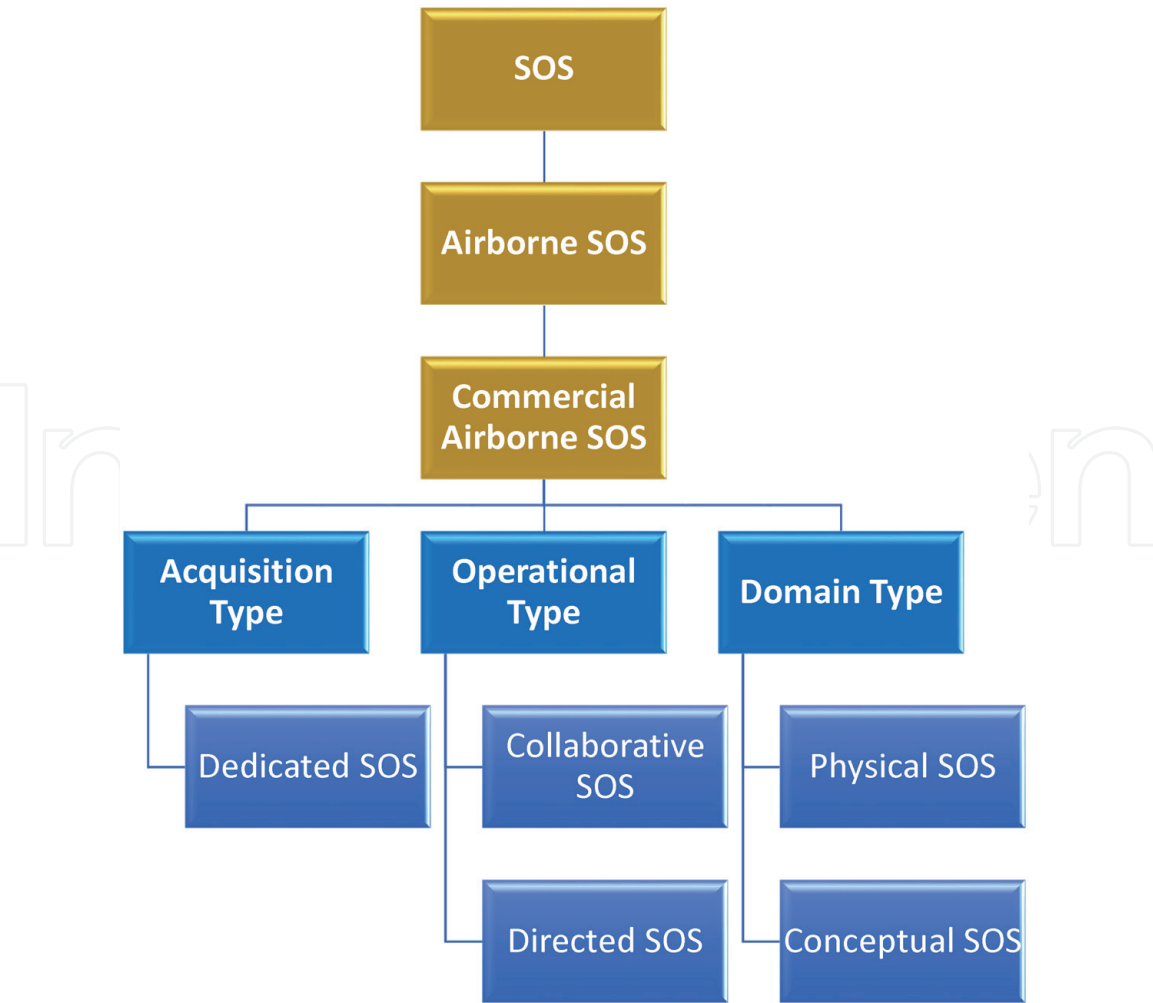 SOS
Airborne SOS
Commercial
Airborne SOS
Acquisition
Type
Operational
Type
Domain Type
Dedicated SOS
Collaborative
SOS
Physical SOS
Directed SOS
Conceptual SOS